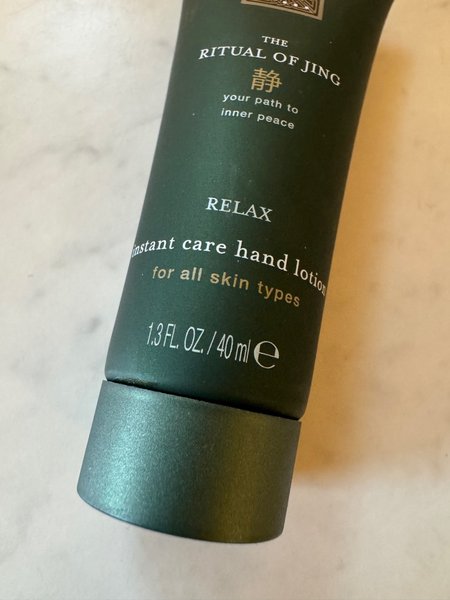 THE
RITUAL OF JING
静
your path to
inner peace
RELAX
instant care hand lotion
for all skin types
1.3 FL. OZ. / 40 ml ℮